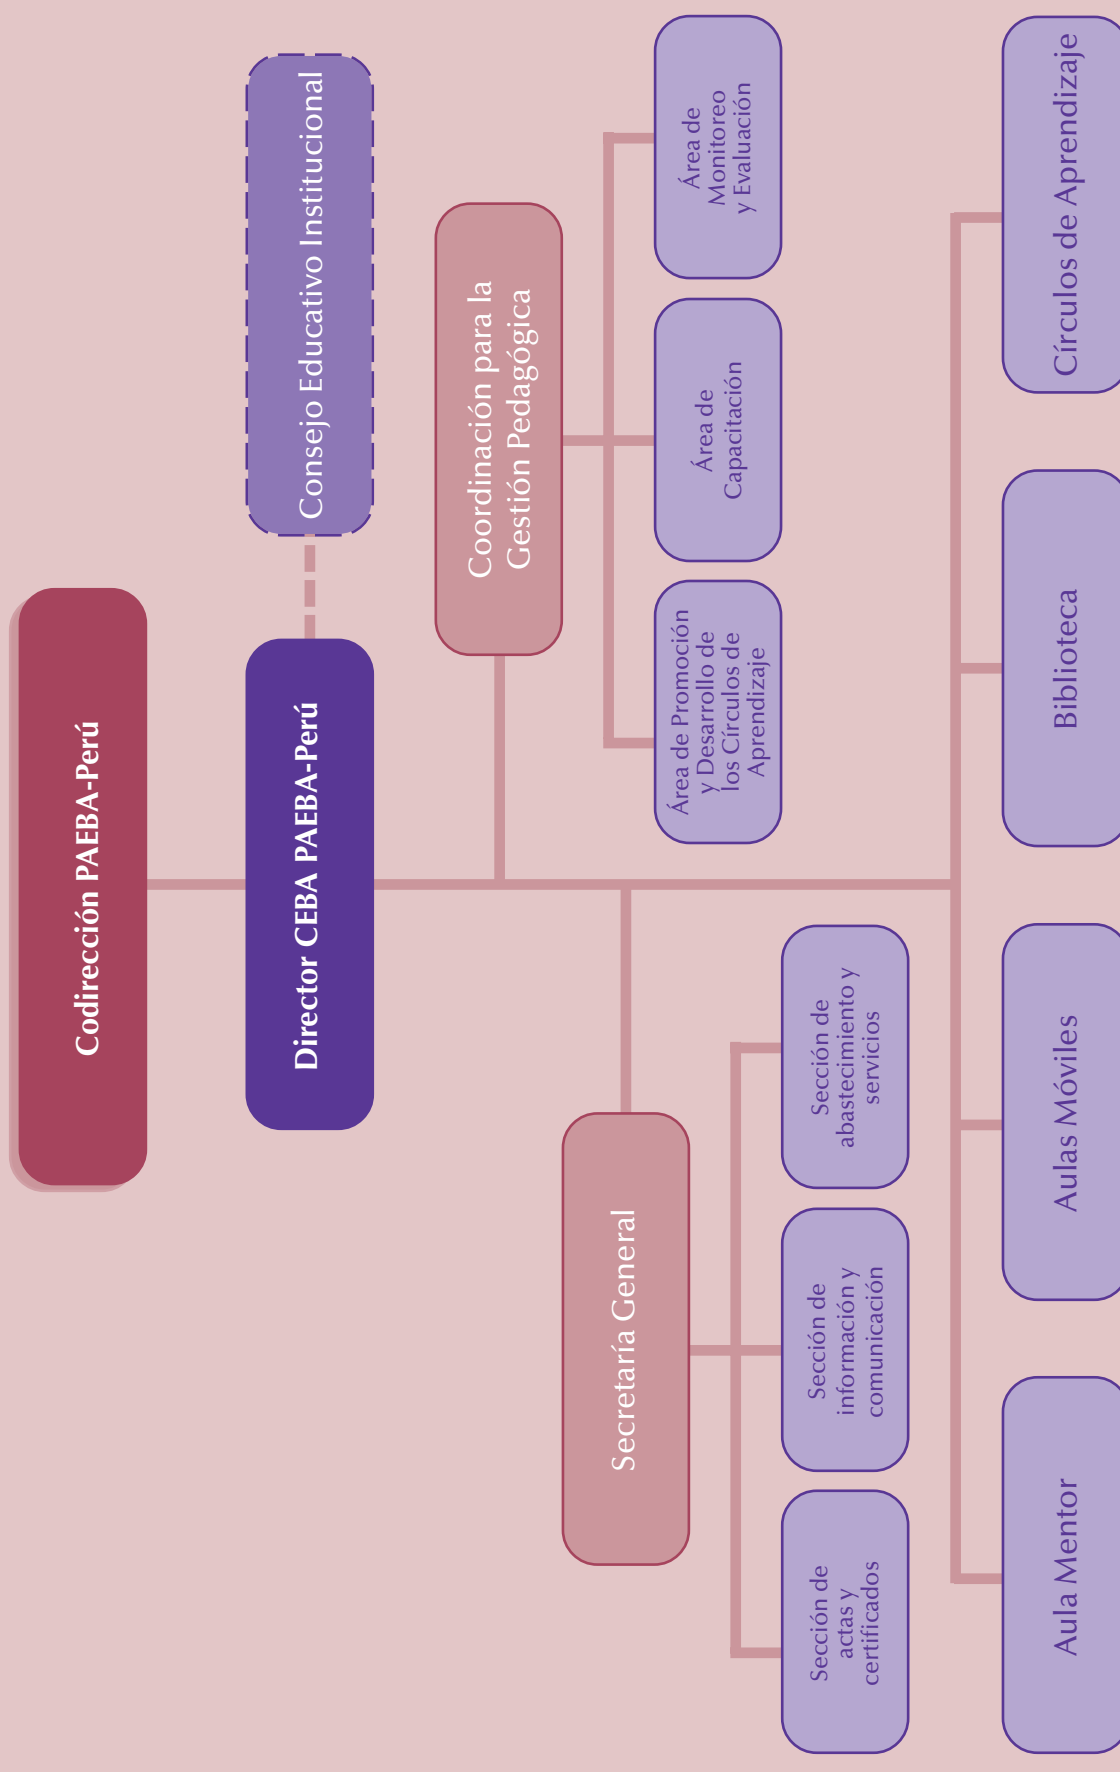 Codirección PAEBA-Perú
Director CEBA PAEBA-Perú
Consejo Educativo Institucional
Coordinación para la
Gestión Pedagógica
Área de Promoción
y Desarrollo de
los Círculos de
Aprendizaje
Área de
Capacitación
Área de
Monitoreo
y Evaluación
Secretaría General
Sección de
actas y
certificados
Sección de
información y
comunicación
Sección de
abastecimiento y
servicios
Aula Mentor
Aulas Móviles
Biblioteca
Círculos de Aprendizaje